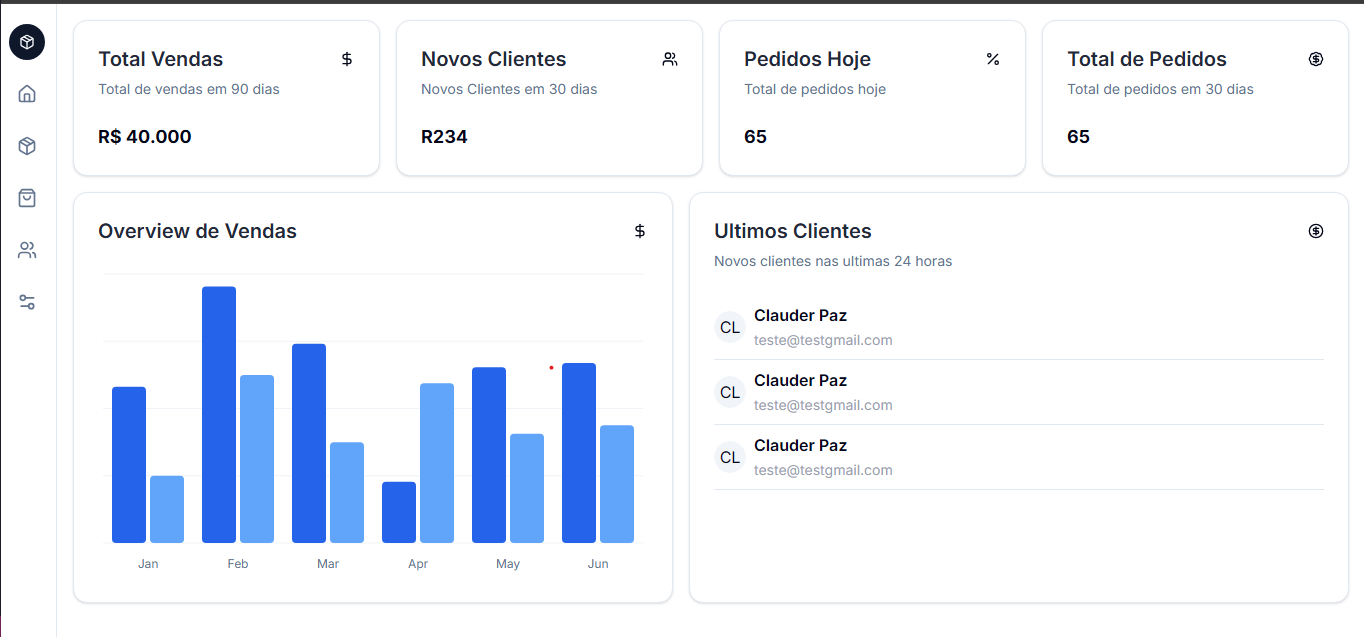 Total Vendas
$
Total de vendas em 90 dias
R$ 40.000
Novos Clientes
Novos Clientes em 30 dias
R234
Pedidos Hoje
%
Total de pedidos hoje
65
Total de Pedidos
$
Total de pedidos em 30 dias
65
Overview de Vendas
$
Jan Feb Mar Apr May Jun
Ultimos Clientes
$
Novos clientes nas ultimas 24 horas
CL
Clauder Paz
teste@testgmail.com
CL
Clauder Paz
teste@testgmail.com
CL
Clauder Paz
teste@testgmail.com